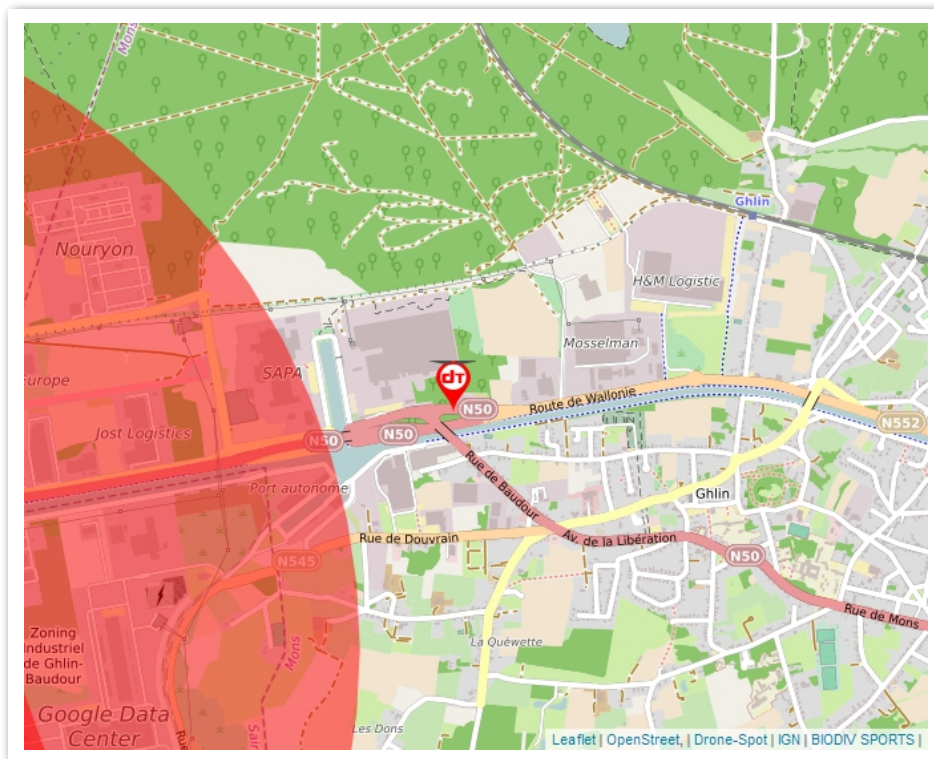 Mons
Ghlin
Nouryon
H&M Logistic
Mosselman
Europe
SAPA
dT
Route de Wallonie
N50
N50
N50
N552
Jost Logistics
Port autonome
Rue de Baudour
Ghlin
Rue de Douvrain
Av. de la Libération
N545
N50
Rue de Mons
Zoning
Industriel
de Ghlin-
Baudour
La Quéwette
Mons
Google Data
Center
Les Dons
Leaflet | OpenStreet, | Drone-Spot | IGN | BIODIV SPORTS |